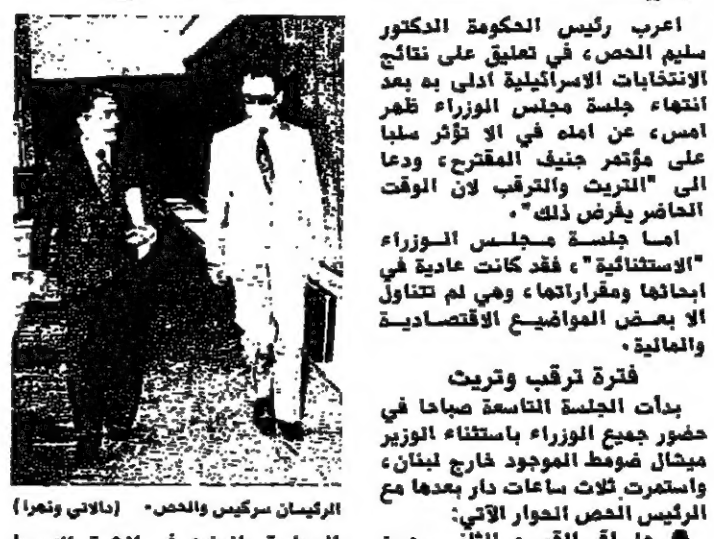 اعرب رئيس الحكومة الدكتور
سليم الحص، في تعليق على نتائج
الانتخابات الاسرائيلية ادلى به بعد
انتهاء جلسة مجلس الوزراء ظهر
امس، عن امله في الا تؤثر سلبا
على مؤتمر جنيف المقترح، ودعا
الى "التريث والترقب لان الوقت
الحاضر يفرض ذلك".
اما جلسة مجلس الوزراء
"الاستثنائية"، فقد كانت عادية في
ابحاثها ومقرراتها، وهي لم تتناول
الا بعض المواضيع الاقتصادية
والمالية.
فترة ترقب وتريث
بدأت الجلسة التاسعة صباحا في
حضور جميع الوزراء باستثناء الوزير
ميشال ضومط الموجود خارج لبنان،
واستمرت ثلاث ساعات دار بعدها مع
الرئيس الحص الحوار الآتي:
الرئيسان سركيس والحص. (دالاتي ونهرا)